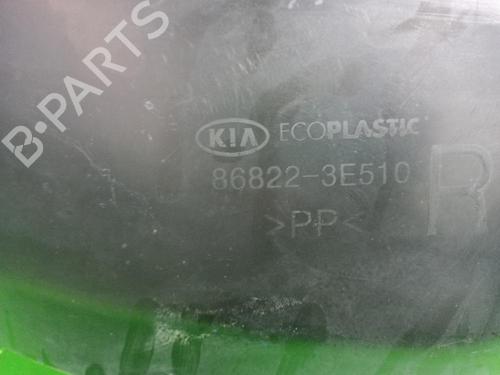 B-PARTS
KIA ECOPLASTIC
86822-3E510
>PP<
R